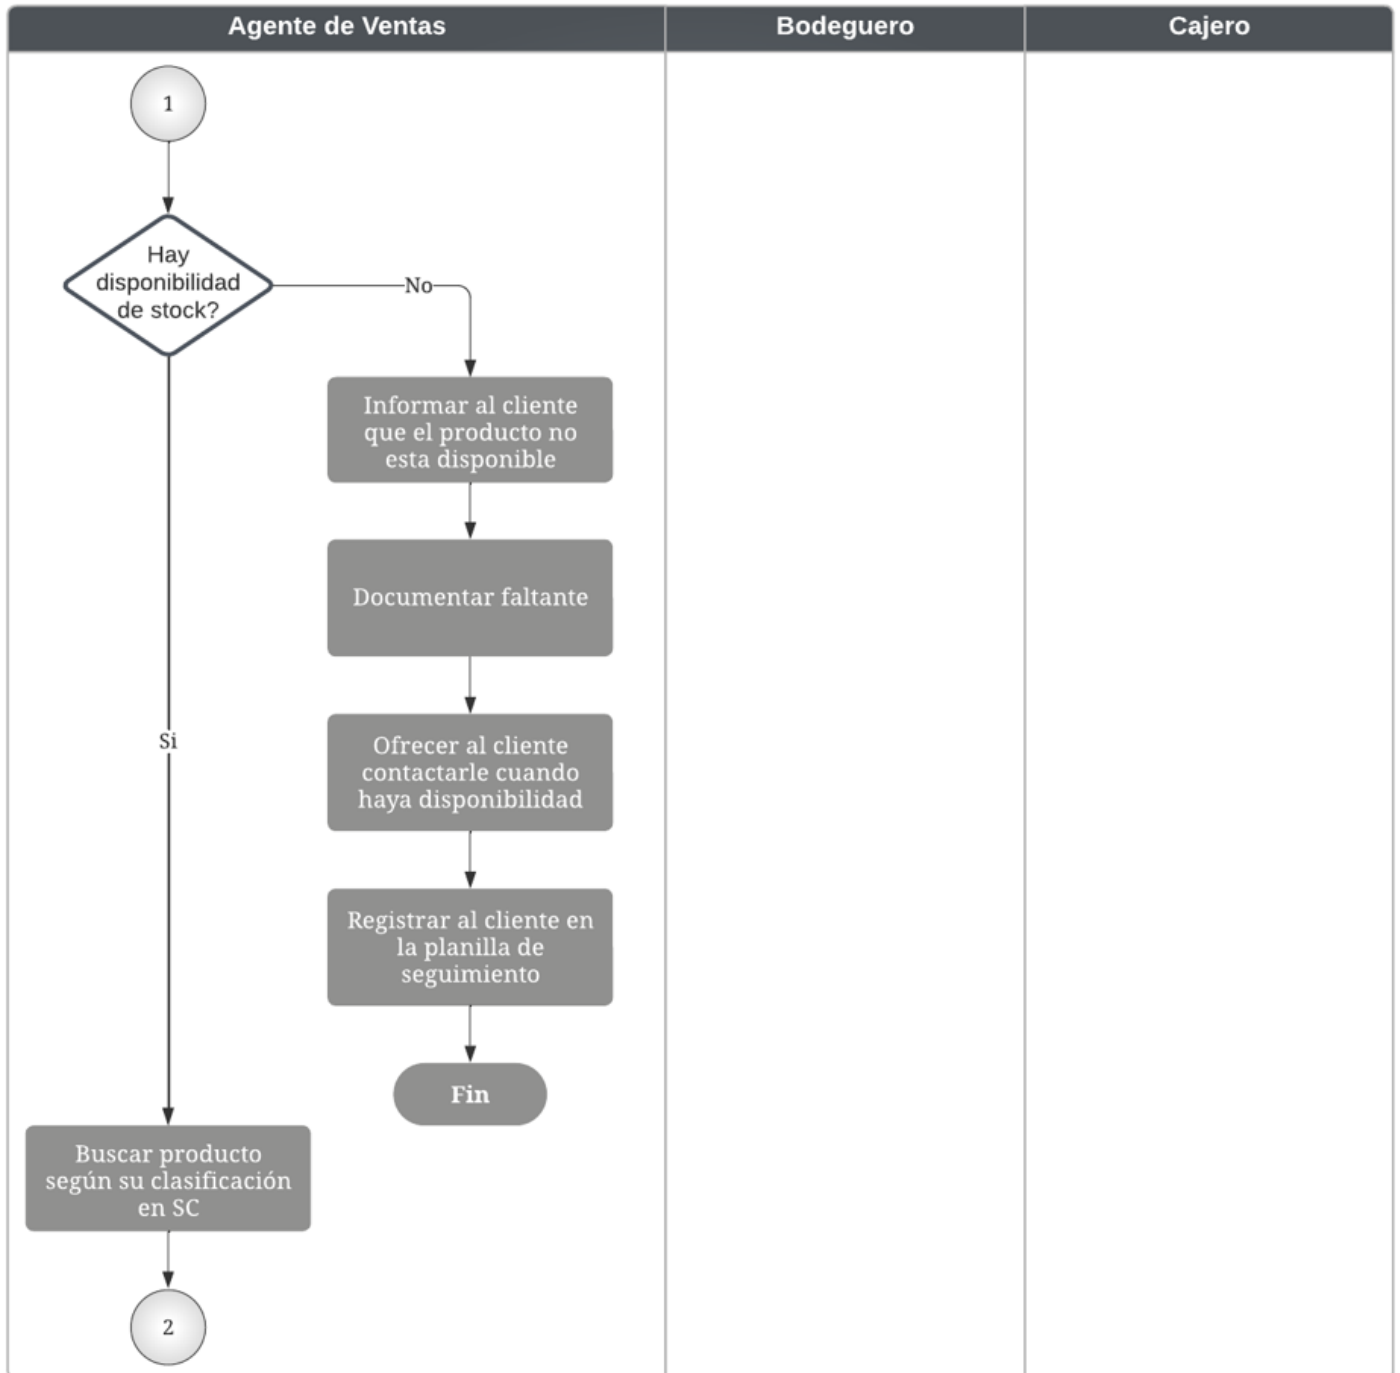 Agente de Ventas
Bodeguero
Cajero
1
Hay
disponibilidad
de stock?
No
Informar al cliente
que el producto no
esta disponible
Documentar faltante
Si
Ofrecer al cliente
contactarle cuando
haya disponibilidad
Registrar al cliente en
la planilla de
seguimiento
Fin
Buscar producto
según su clasificación
en SC
2